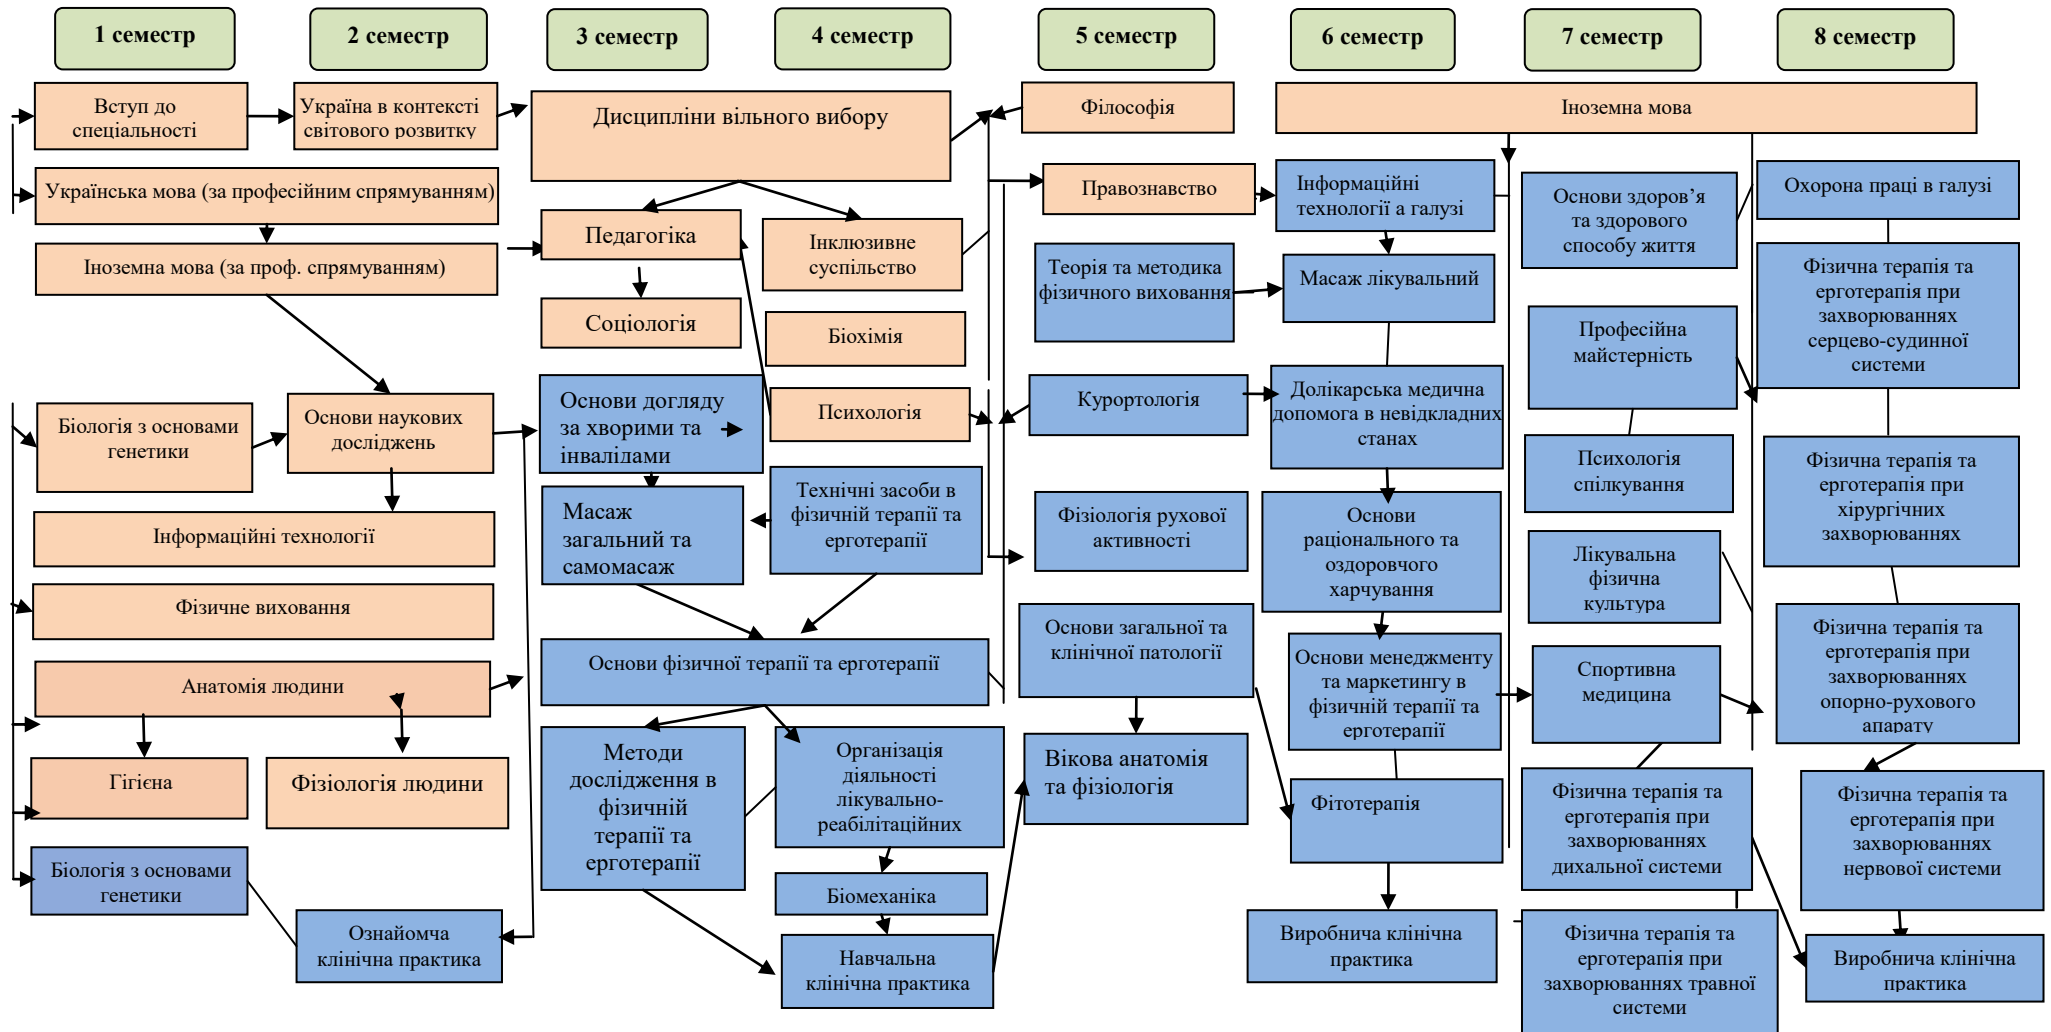 1 семестр
2 семестр
3 семестр
4 семестр
5 семестр
6 семестр
7 семестр
8 семестр
Вступ до
спеціальності
Українська мова (за професійним спрямуванням)
Іноземна мова (за проф. спрямуванням)
Біологія з основами
генетики
Інформаційні технології
Фізичне виховання
Анатомія людини
Гігієна
Біологія з основами
генетики
Україна в контексті
світового розвитку
Основи наукових
досліджень
Фізіологія людини
Ознайомча
клінічна практика
Дисципліни вільного вибору
Педагогіка
Соціологія
Основи догляду
за хворими та
інвалідами
Масаж
загальний та
самомасаж
Основи фізичної терапії та ерготерапії
Методи
дослідження в
фізичній
терапії та
ерготерапії
Інклюзивне
суспільство
Біохімія
Психологія
Технічні засоби в
фізичній терапії та
ерготерапії
Організація
діяльності
лікувально-
реабілітаційних
Біомеханіка
Навчальна
клінічна практика
Філософія
Правознавство
Теорія та методика
фізичного виховання
Курортологія
Фізіологія рухової
активності
Основи загальної та
клінічної патології
Вікова анатомія
та фізіологія
Іноземна мова
Інформаційні
технології а галузі
Масаж лікувальний
Долікарська медична
допомога в невідкладних
станах
Основи
раціонального та
оздоровчого
харчування
Основи менеджменту
та маркетингу в
фізичній терапії та
ерготерапії
Фітотерапія
Виробнича клінічна
практика
Основи здоров’я
та здорового
способу життя
Професійна
майстерність
Психологія
спілкування
Лікувальна
фізична
культура
Спортивна
медицина
Фізична терапія та
ерготерапія при
захворюваннях
дихальної системи
Фізична терапія та
ерготерапія при
захворюваннях травної
системи
Охорона праці в галузі
Фізична терапія та
ерготерапія при
захворюваннях
серцево-судинної
системи
Фізична терапія та
ерготерапія при
хірургічних
захворюваннях
Фізична терапія та
ерготерапія при
захворюваннях
опорно-рухового
апарату
Фізична терапія та
ерготерапія при
захворюваннях
нервової системи
Виробнича клінічна
практика